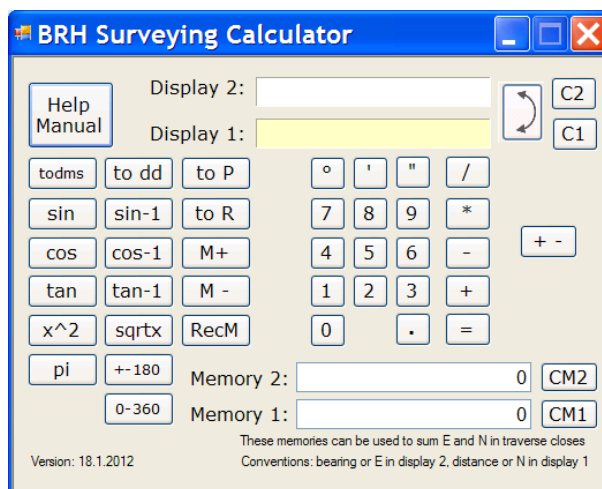 BRH Surveying Calculator
Display 2:
C2
Help
Manual
Display 1:
C1
todms to dd to P ° ' " /
sin sin-1 to R 7 8 9 *
+ -
cos cos-1 M+ 4 5 6 -
tan tan-1 M - 1 2 3 +
x^2 sqrtx RecM 0 . =
pi +-180 Memory 2: 0 CM2
0-360 Memory 1: 0 CM1
These memories can be used to sum E and N in traverse closes
Version: 18.1.2012 Conventions: bearing or E in display 2, distance or N in display 1